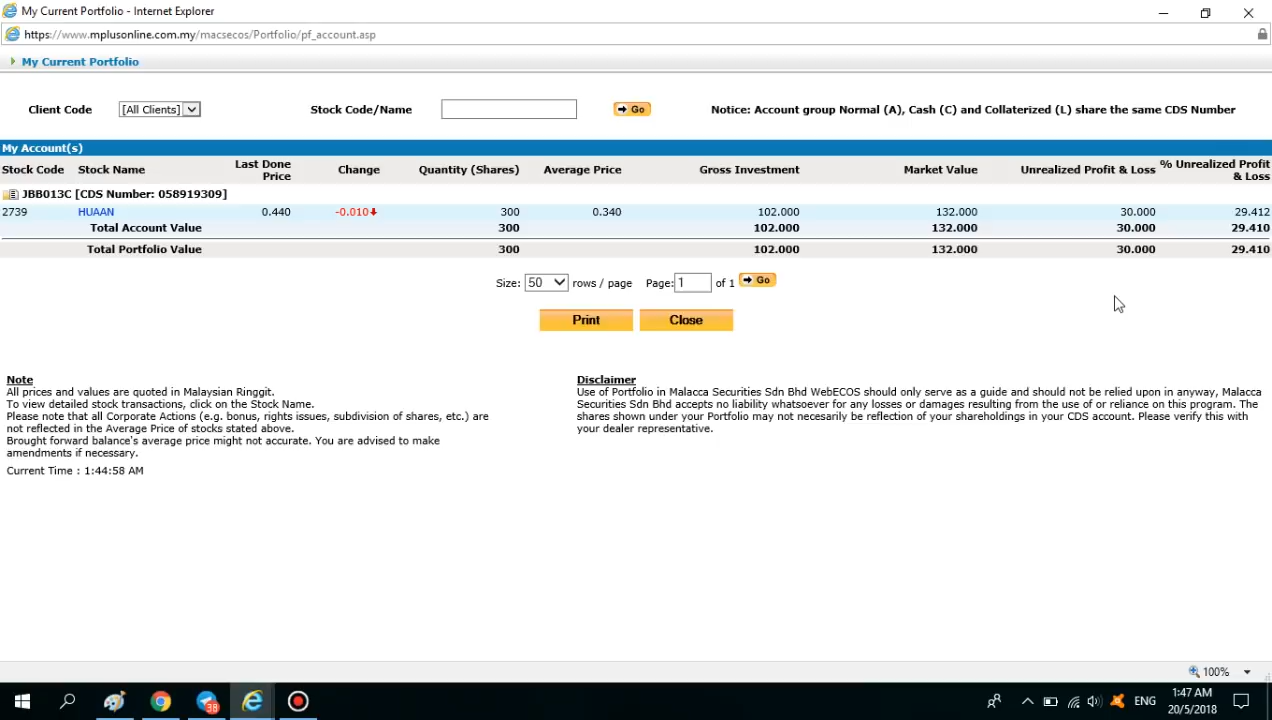 My Current Portfolio - Internet Explorer
https://www.mplusonline.com.my/macsecos/Portfolio/pf_account.asp
My Current Portfolio
Client Code [All Clients] Stock Code/Name Go Notice: Account group Normal (A), Cash (C) and Collaterized (L) share the same CDS Number
My Account(s)
Stock Code Stock Name Last Done Price Change Quantity (Shares) Average Price Gross Investment Market Value Unrealized Profit & Loss % Unrealized Profit & Loss
JBB013C [CDS Number: 058919309]
2739 HUAAN 0.440 -0.010 300 0.340 102.000 132.000 30.000 29.412
Total Account Value 300 102.000 132.000 30.000 29.410
Total Portfolio Value 300 102.000 132.000 30.000 29.410
Size: 50 rows / page Page: 1 of 1 Go
Print Close
Note
All prices and values are quoted in Malaysian Ringgit.
To view detailed stock transactions, click on the Stock Name.
Please note that all Corporate Actions (e.g. bonus, rights issues, subdivision of shares, etc.) are
not reflected in the Average Price of stocks stated above.
Brought forward balance's average price might not accurate. You are advised to make
amendments if necessary.
Current Time : 1:44:58 AM
Disclaimer
Use of Portfolio in Malacca Securities Sdn Bhd WebECOS should only serve as a guide and should not be relied upon in anyway, Malacca
Securities Sdn Bhd accepts no liability whatsoever for any losses or damages resulting from the use of or reliance on this program. The
shares shown under your Portfolio may not necesarily be reflection of your shareholdings in your CDS account. Please verify this with
your dealer representative.
100%
38
ENG
1:47 AM
20/5/2018